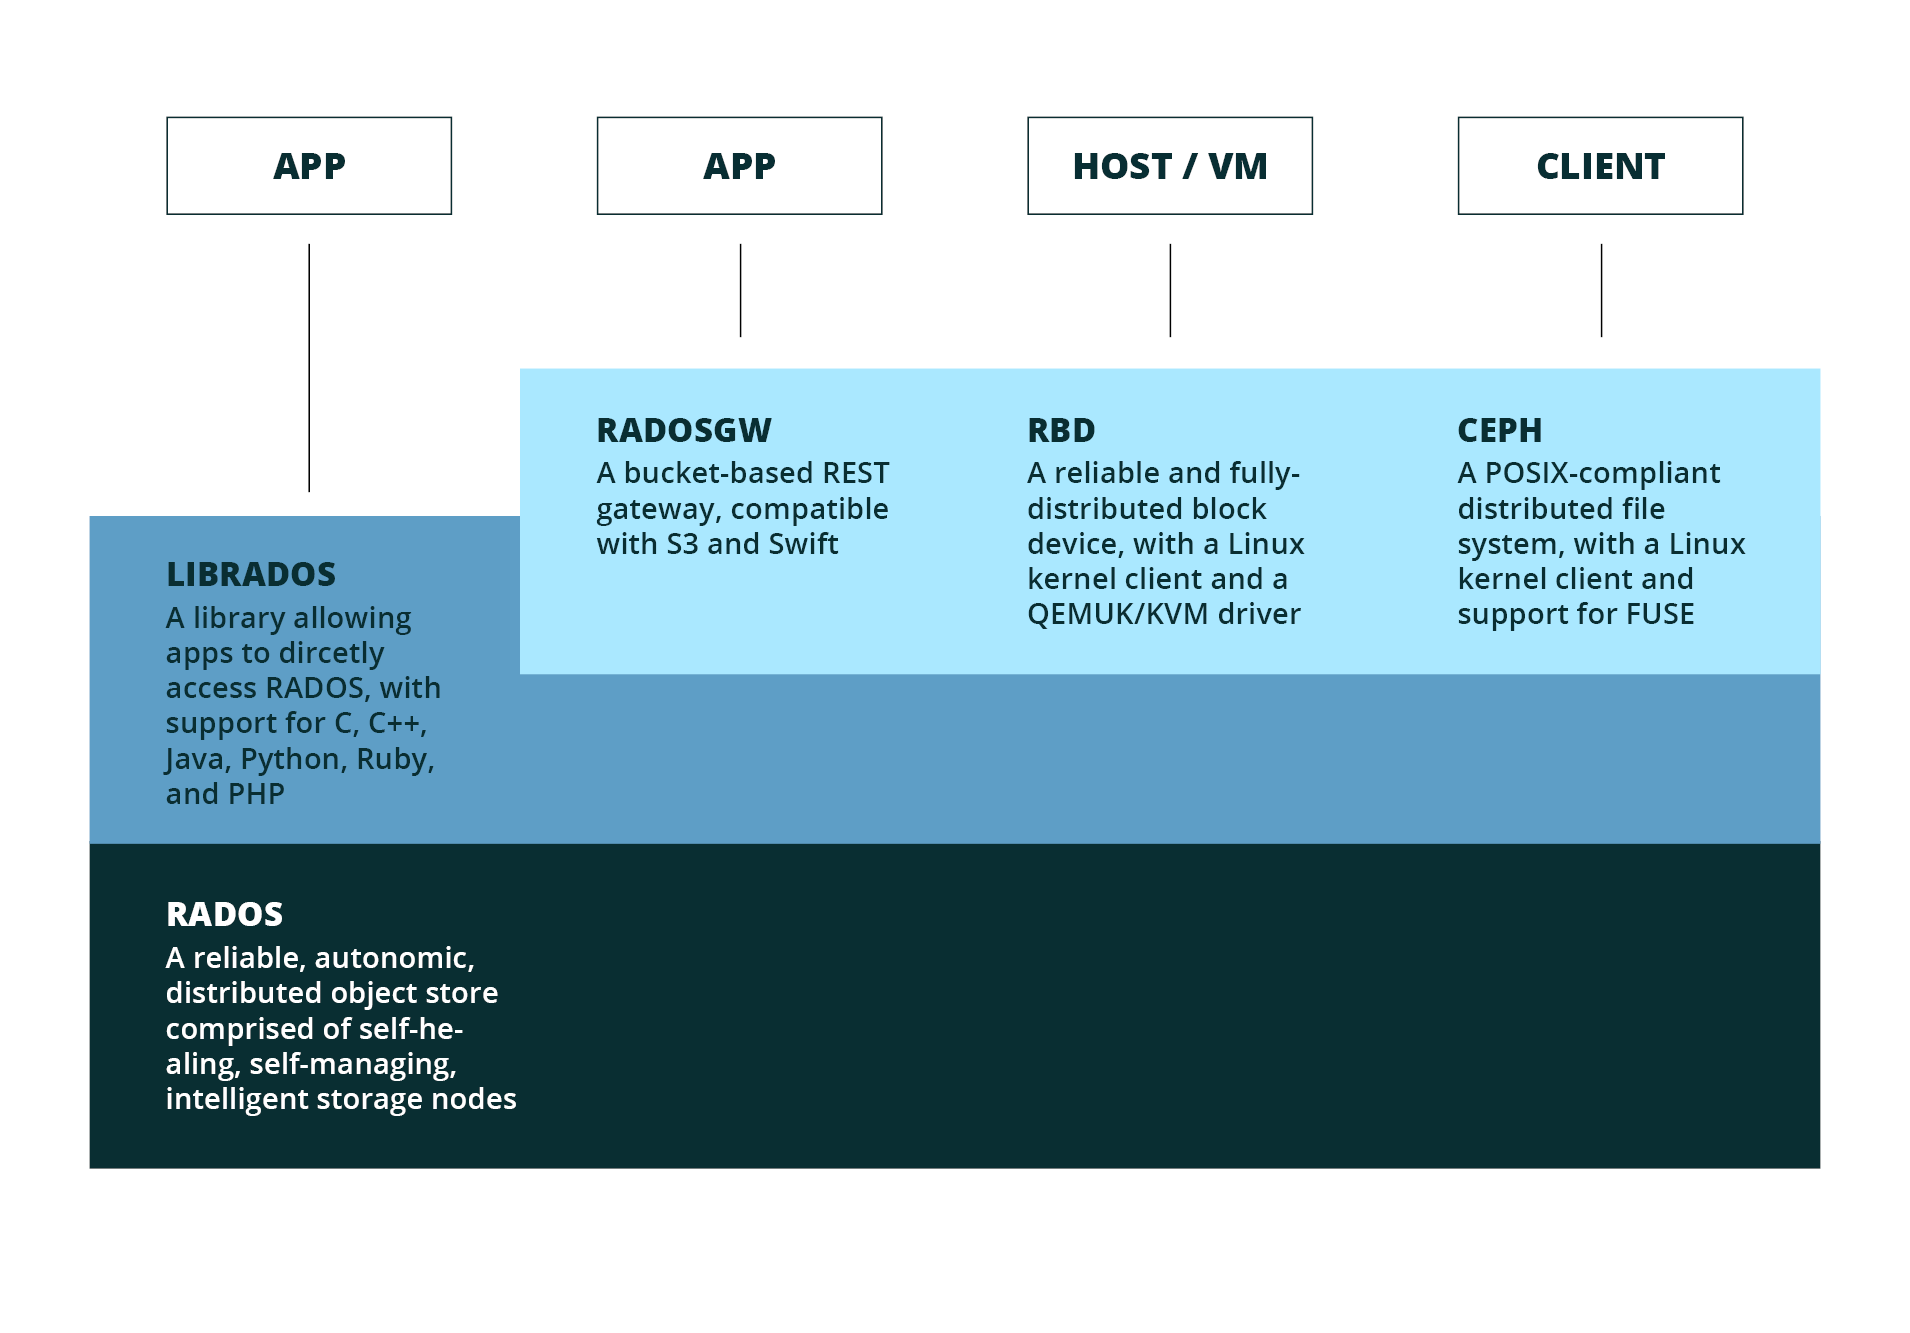 APP
APP
HOST / VM
CLIENT
RADOSGW
A bucket-based REST
gateway, compatible
with S3 and Swift
RBD
A reliable and fully-
distributed block
device, with a Linux
kernel client and a
QEMUK/KVM driver
CEPH
A POSIX-compliant
distributed file
system, with a Linux
kernel client and
support for FUSE
LIBRADOS
A library allowing
apps to dircetly
access RADOS, with
support for C, C++,
Java, Python, Ruby,
and PHP
RADOS
A reliable, autonomic,
distributed object store
comprised of self-he-
aling, self-managing,
intelligent storage nodes